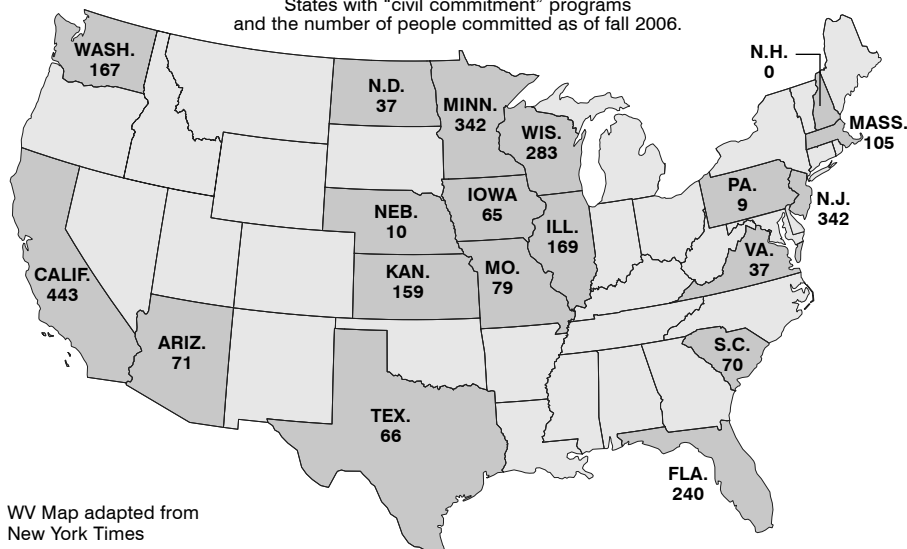 States with “civil commitment” programs
and the number of people committed as of fall 2006.
WASH.
167
N.D.
37
MINN.
342
WIS.
283
N.H.
0
MASS.
105
IOWA
65
PA.
9
N.J.
342
NEB.
10
ILL.
169
VA.
37
CALIF.
443
KAN.
159
MO.
79
ARIZ.
71
S.C.
70
TEX.
66
FLA.
240
WV Map adapted from
New York Times